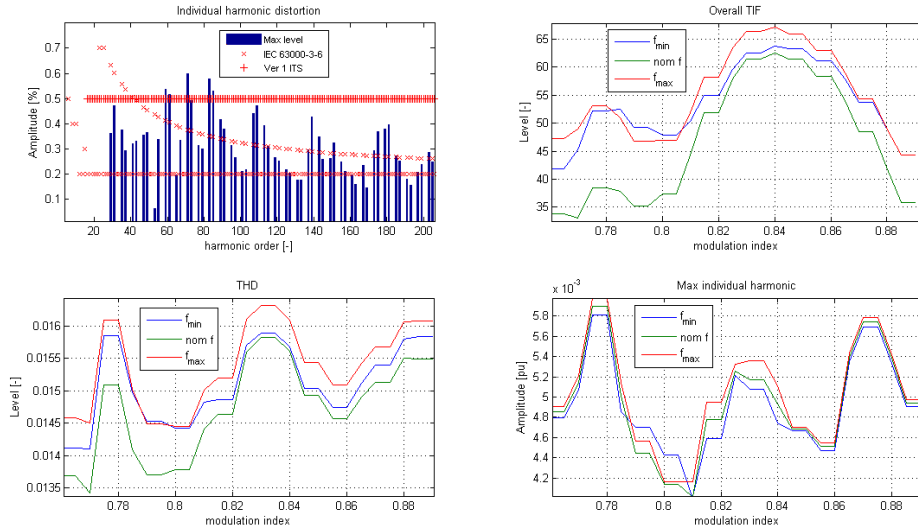 Individual harmonic distortion
Amplitude [%]
0.7
0.6
0.5
0.4
0.3
0.2
0.1
Max level
IEC 63000-3-6
Ver 1 ITS
20 40 60 80 100 120 140 160 180 200
harmonic order [-]
Overall TIF
Level [-]
65
60
55
50
45
40
35
f_min
nom f
f_max
0.78 0.8 0.82 0.84 0.86 0.88
modulation index
THD
Level [-]
0.016
0.0155
0.015
0.0145
0.014
0.0135
f_min
nom f
f_max
0.78 0.8 0.82 0.84 0.86 0.88
modulation index
Max individual harmonic
x 10^-3
Amplitude [pu]
5.8
5.6
5.4
5.2
5
4.8
4.6
4.4
4.2
f_min
nom f
f_max
0.78 0.8 0.82 0.84 0.86 0.88
modulation index